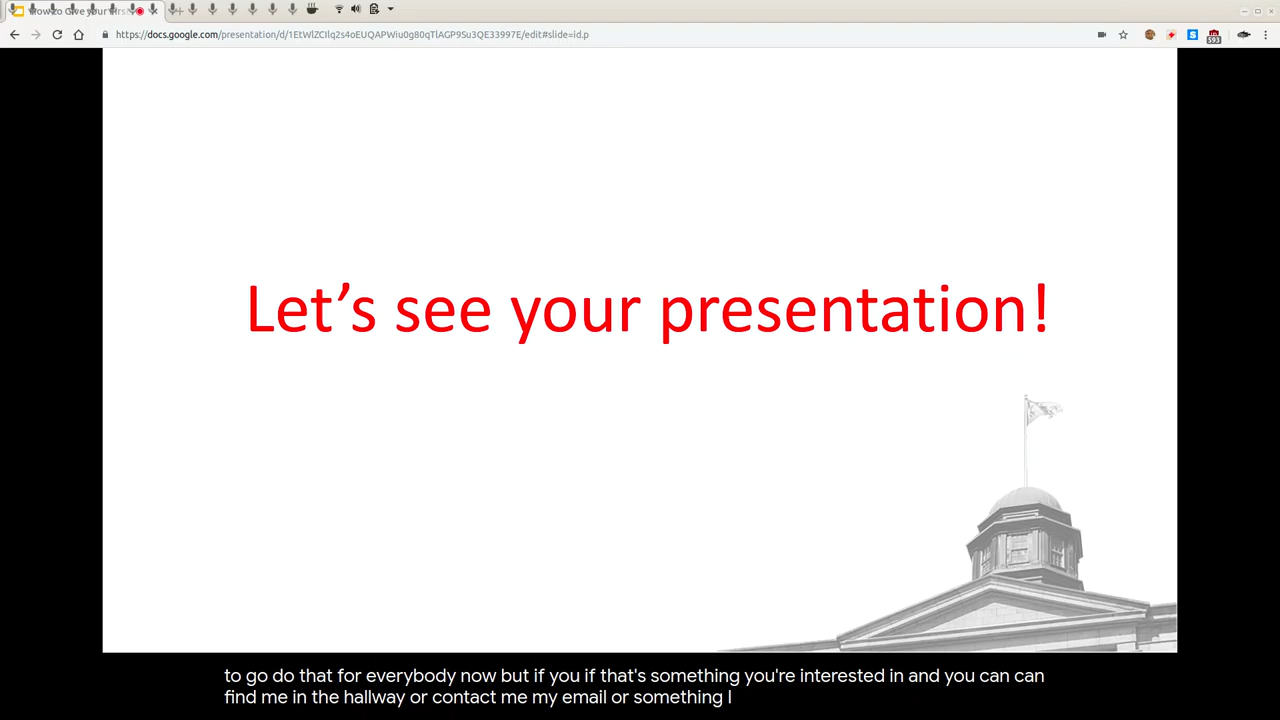 How to Give your Firs
https://docs.google.com/presentation/d/1EtWlZCIlq2s4oEUQAPWiu0g80qTlAGP9Su3QE33997E/edit#slide=id.p
S
593
Let's see your presentation!
to go do that for everybody now but if you if that's something you're interested in and you can can
find me in the hallway or contact me my email or something I